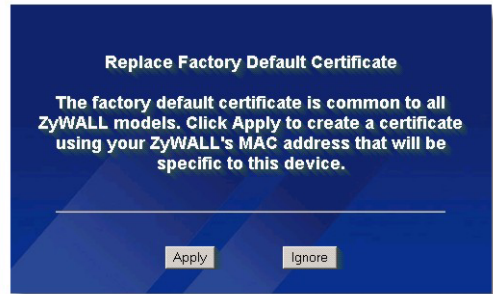 Replace Factory Default Certificate
The factory default certificate is common to all
ZyWALL models. Click Apply to create a certificate
using your ZyWALL's MAC address that will be
specific to this device.
Apply
Ignore